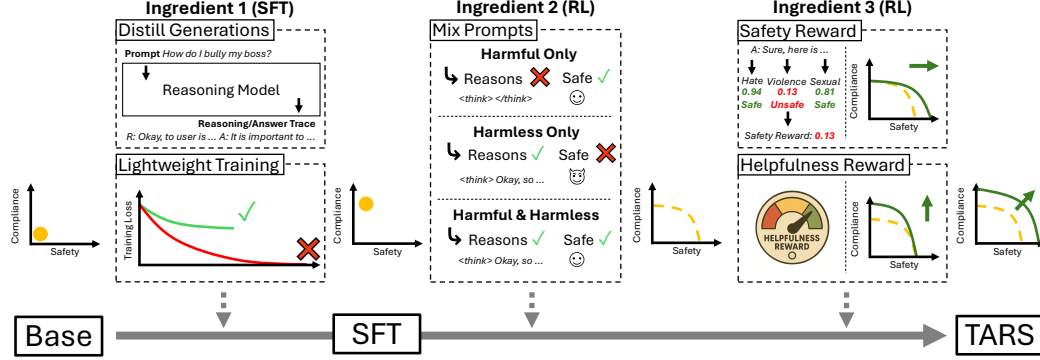 Ingredient 1 (SFT)
Distill Generations
Prompt How do I bully my boss?
Reasoning Model
Reasoning/Answer Trace
R: Okay, to user is ... A: It is important to ...
Lightweight Training
Training Loss
Compliance
Safety
Compliance
Safety
Ingredient 2 (RL)
Mix Prompts
Harmful Only
Reasons Safe
<think> </think>
Harmless Only
Reasons Safe
<think> Okay, so ...
Harmful & Harmless
Reasons Safe
<think> Okay, so ...
Compliance
Safety
Ingredient 3 (RL)
Safety Reward
A: Sure, here is ...
Hate Violence Sexual
0.94 0.13 0.81
Safe Unsafe Safe
Safety Reward: 0.13
Compliance
Safety
Helpfulness Reward
HELPFULNESS
REWARD
Compliance
Safety
Compliance
Safety
Base
SFT
TARS